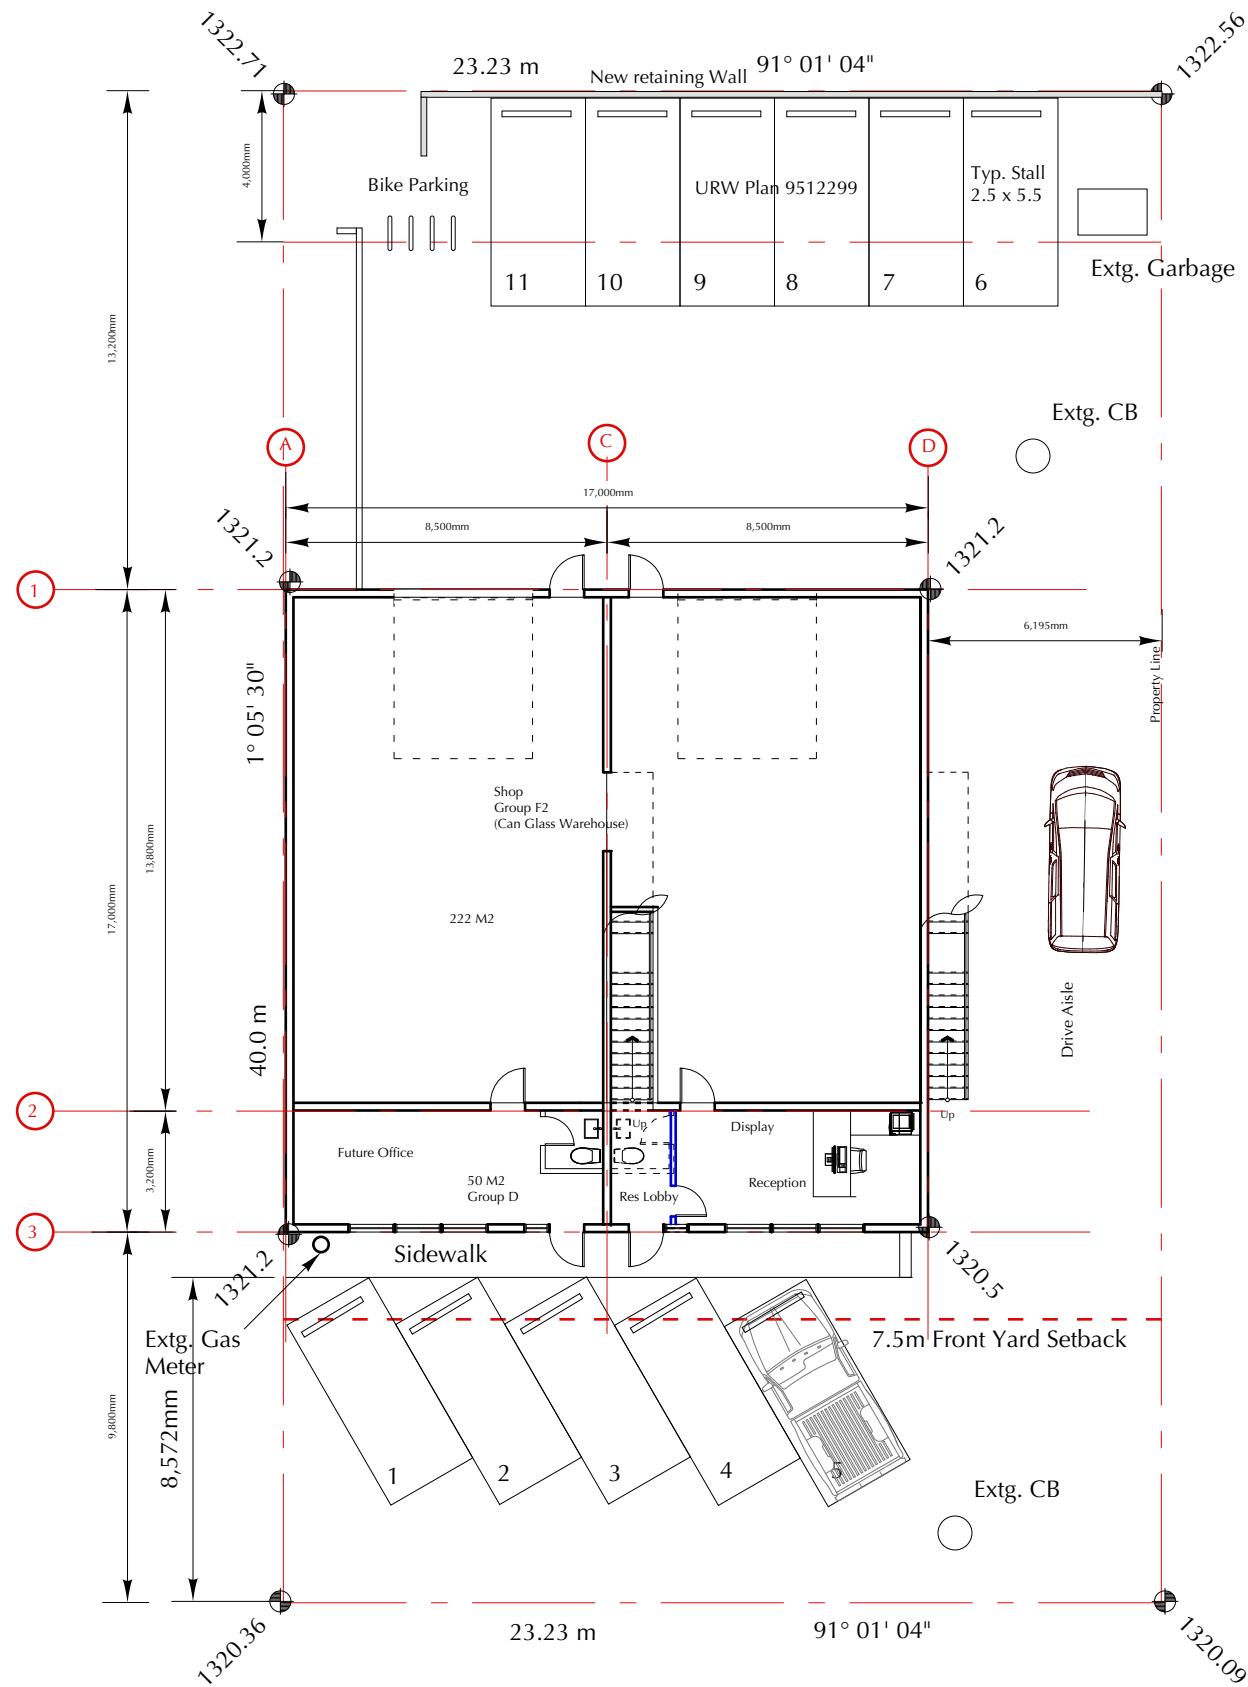 1322.71
23.23 m
91° 01' 04"
1322.56
New retaining Wall
4,000mm
Bike Parking
URW Plan 9512299
Typ. Stall
2.5 x 5.5
Extg. Garbage
11
10
9
8
7
6
13,200mm
Extg. CB
A
C
D
17,000mm
8,500mm
8,500mm
1321.2
1321.2
1
6,195mm
Property Line
1° 05' 30"
Shop
Group F2
(Can Glass Warehouse)
13,800mm
17,000mm
222 M2
40.0 m
Drive Aisle
2
Up
Up
Display
Future Office
3,200mm
50 M2
Group D
Res Lobby
Reception
3
Sidewalk
1321.2
1320.5
Extg. Gas
Meter
7.5m Front Yard Setback
9,800mm
8,572mm
1
2
3
4
5
Extg. CB
1320.36
23.23 m
91° 01' 04"
1320.09